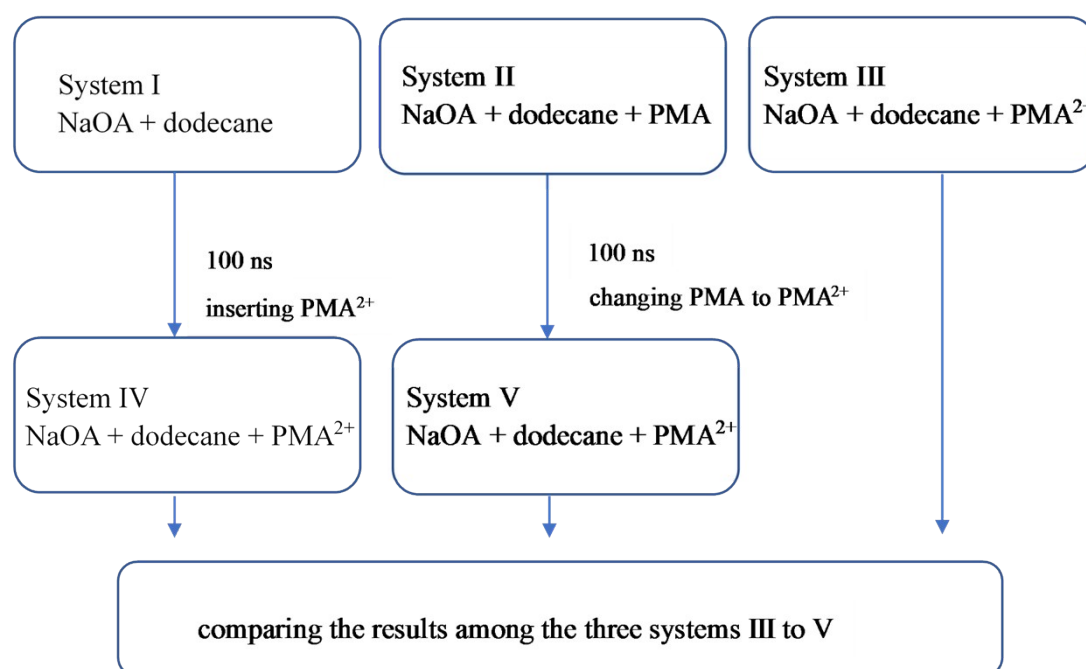 System I
NaOA + dodecane
System II
NaOA + dodecane + PMA
System III
NaOA + dodecane + PMA²⁺
100 ns
inserting PMA²⁺
100 ns
changing PMA to PMA²⁺
System IV
NaOA + dodecane + PMA²⁺
System V
NaOA + dodecane + PMA²⁺
comparing the results among the three systems III to V